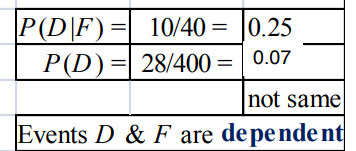 P(D|F) = 10/40 = 0.25
P(D) = 28/400 = 0.07
not same
Events D & F are dependent